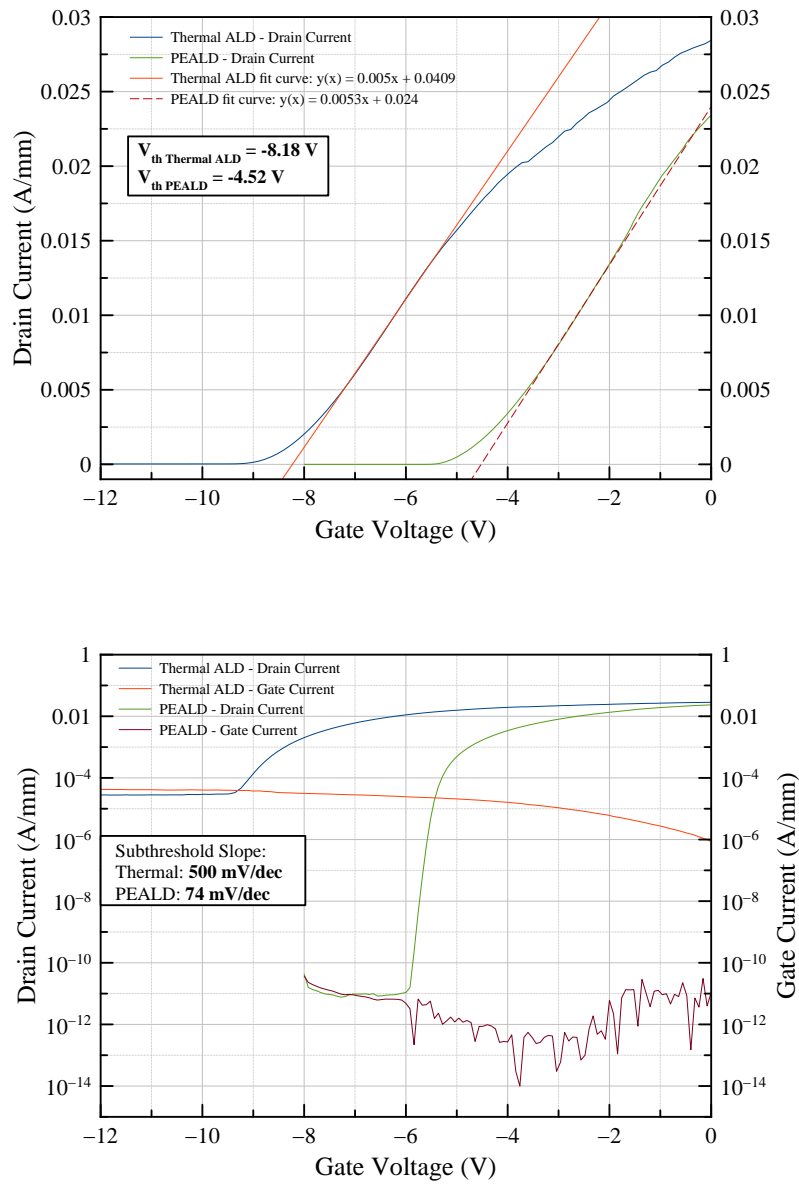 0.03
0.03
Thermal ALD - Drain Current
PEALD - Drain Current
Thermal ALD fit curve: y(x) = 0.005x + 0.0409
PEALD fit curve: y(x) = 0.0053x + 0.024
0.025
0.025
V_th Thermal ALD = -8.18 V
V_th PEALD = -4.52 V
0.02
0.02
Drain Current (A/mm)
0.015
0.015
0.01
0.01
0.005
0.005
0
0
−12 −10 −8 −6 −4 −2 0
Gate Voltage (V)
1
1
Thermal ALD - Drain Current
Thermal ALD - Gate Current
PEALD - Drain Current
PEALD - Gate Current
0.01
0.01
10⁻⁴
10⁻⁴
10⁻⁶
10⁻⁶
Subthreshold Slope:
Thermal: 500 mV/dec
PEALD: 74 mV/dec
Drain Current (A/mm)
Gate Current (A/mm)
10⁻⁸
10⁻⁸
10⁻¹⁰
10⁻¹⁰
10⁻¹²
10⁻¹²
10⁻¹⁴
10⁻¹⁴
−12 −10 −8 −6 −4 −2 0
Gate Voltage (V)